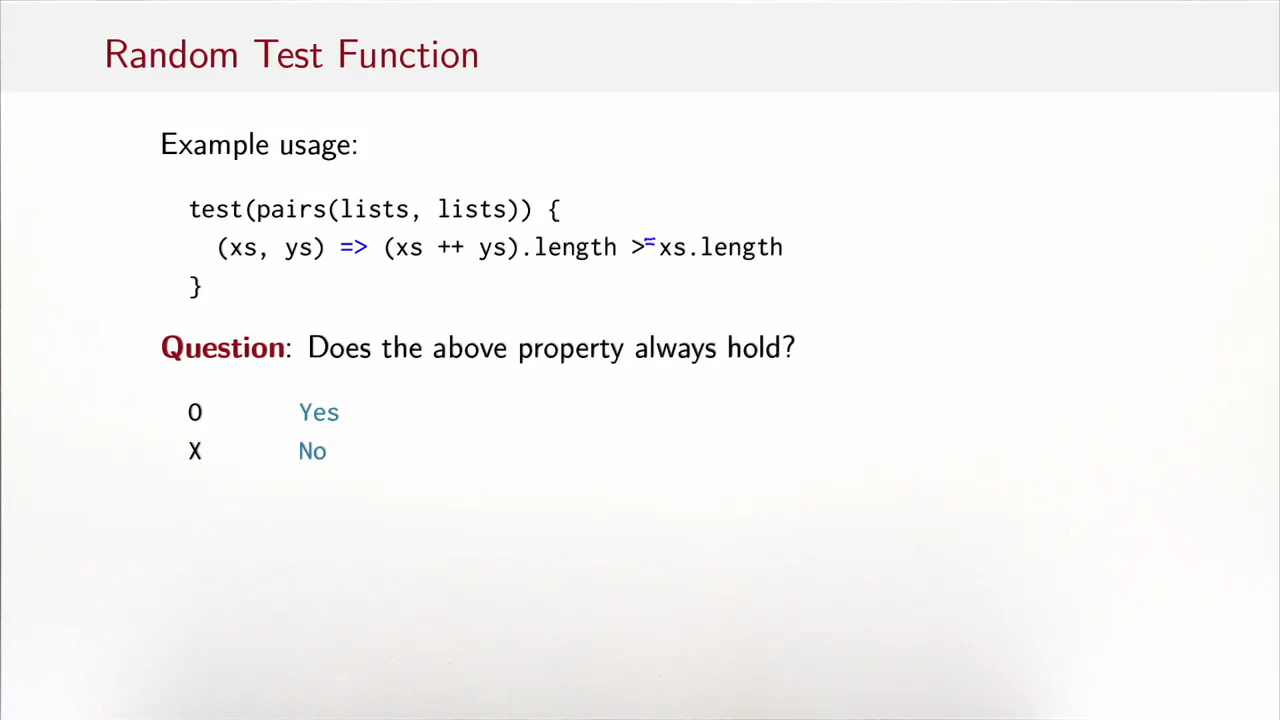 Random Test Function
Example usage:
test(pairs(lists, lists)) {
(xs, ys) => (xs ++ ys).length >= xs.length
}
Question: Does the above property always hold?
O Yes
X No